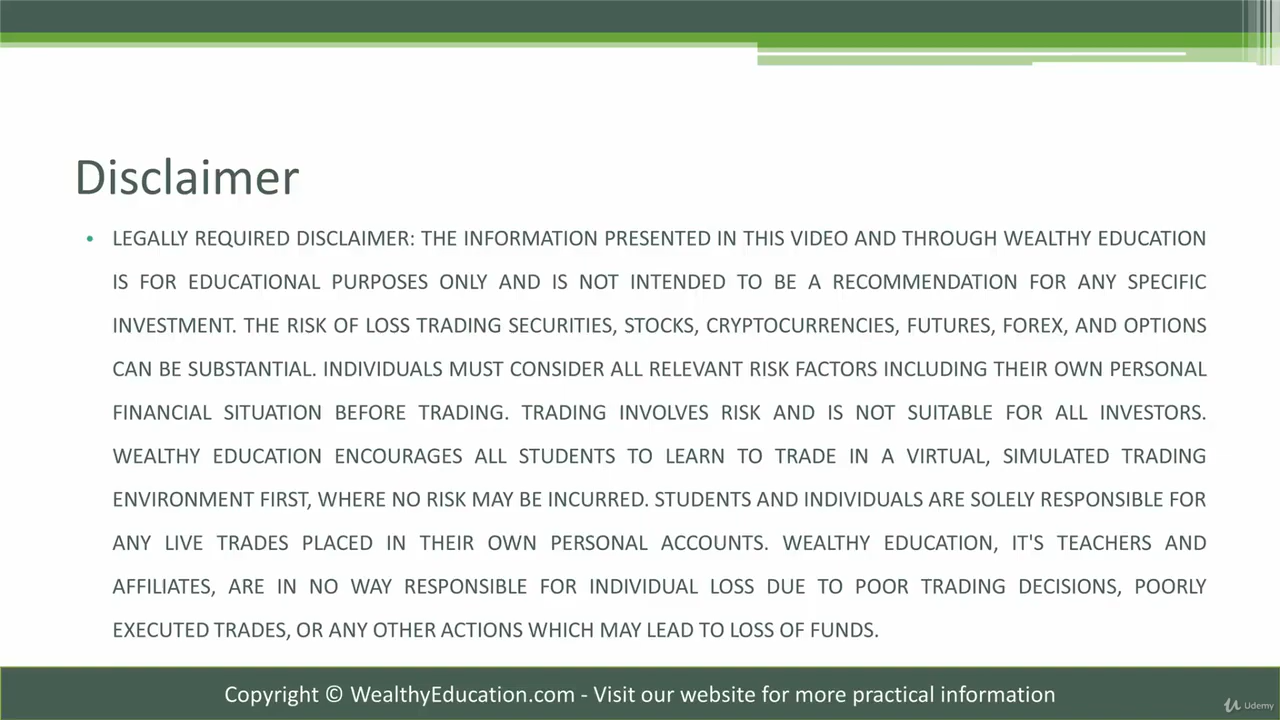 Disclaimer
• LEGALLY REQUIRED DISCLAIMER: THE INFORMATION PRESENTED IN THIS VIDEO AND THROUGH WEALTHY EDUCATION
IS FOR EDUCATIONAL PURPOSES ONLY AND IS NOT INTENDED TO BE A RECOMMENDATION FOR ANY SPECIFIC
INVESTMENT. THE RISK OF LOSS TRADING SECURITIES, STOCKS, CRYPTOCURRENCIES, FUTURES, FOREX, AND OPTIONS
CAN BE SUBSTANTIAL. INDIVIDUALS MUST CONSIDER ALL RELEVANT RISK FACTORS INCLUDING THEIR OWN PERSONAL
FINANCIAL SITUATION BEFORE TRADING. TRADING INVOLVES RISK AND IS NOT SUITABLE FOR ALL INVESTORS.
WEALTHY EDUCATION ENCOURAGES ALL STUDENTS TO LEARN TO TRADE IN A VIRTUAL, SIMULATED TRADING
ENVIRONMENT FIRST, WHERE NO RISK MAY BE INCURRED. STUDENTS AND INDIVIDUALS ARE SOLELY RESPONSIBLE FOR
ANY LIVE TRADES PLACED IN THEIR OWN PERSONAL ACCOUNTS. WEALTHY EDUCATION, IT'S TEACHERS AND
AFFILIATES, ARE IN NO WAY RESPONSIBLE FOR INDIVIDUAL LOSS DUE TO POOR TRADING DECISIONS, POORLY
EXECUTED TRADES, OR ANY OTHER ACTIONS WHICH MAY LEAD TO LOSS OF FUNDS.
Copyright © WealthyEducation.com - Visit our website for more practical information
Udemy